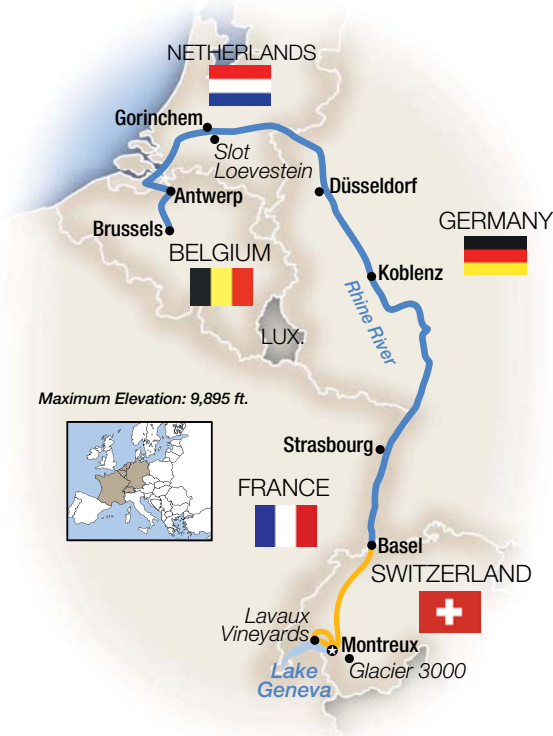 NETHERLANDS
Gorinchem
Slot
Loevestein
Düsseldorf
Antwerp
GERMANY
Brussels
BELGIUM
Koblenz
Rhine River
LUX.
Maximum Elevation: 9,895 ft.
Strasbourg
FRANCE
Basel
SWITZERLAND
Lavaux
Vineyards
Montreux
Glacier 3000
Lake
Geneva